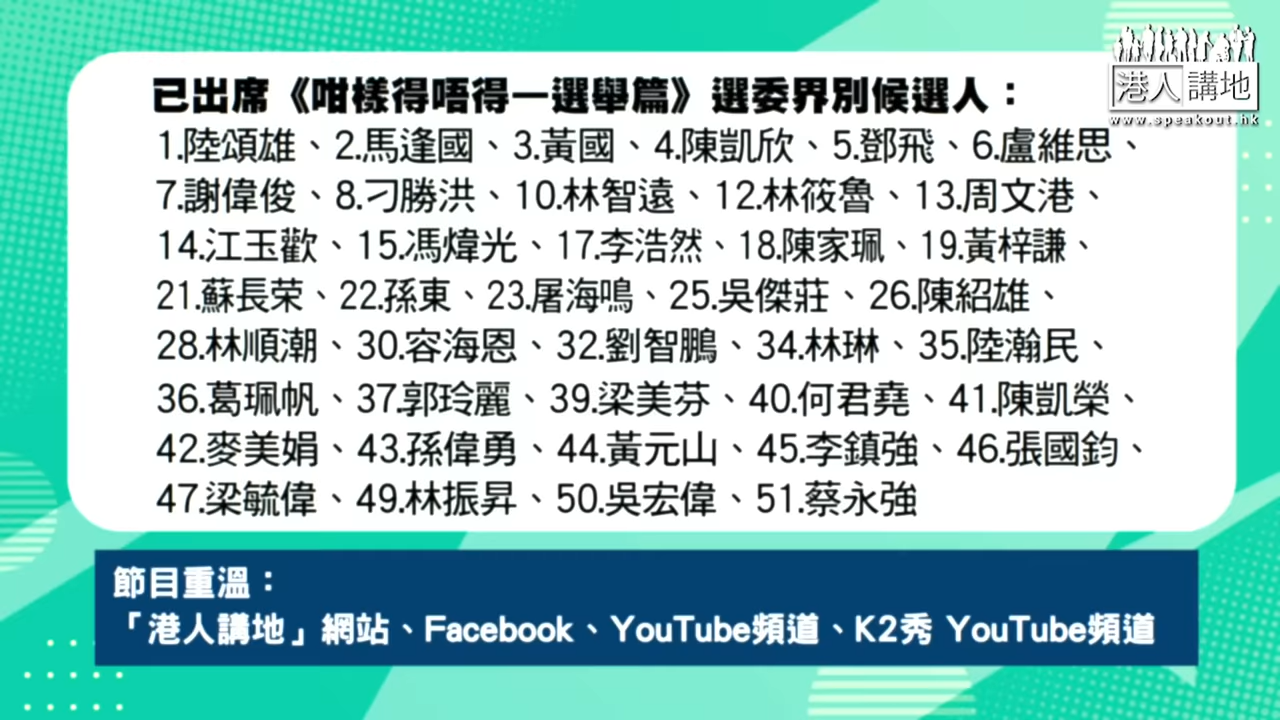 港人講地
www.speakout.hk
已出席《咁樣得唔得—選舉篇》選委界別候選人：
1.陸頌雄、2.馬逢國、3.黃國、4.陳凱欣、5.鄧飛、6.盧維思、
7.謝偉俊、8.刁勝洪、10.林智遠、12.林筱魯、13.周文港、
14.江玉歡、15.馮煒光、17.李浩然、18.陳家珮、19.黃梓謙、
21.蘇長荣、22.孫東、23.屠海鳴、25.吳傑莊、26.陳紹雄、
28.林順潮、30.容海恩、32.劉智鵬、34.林琳、35.陸瀚民、
36.葛珮帆、37.郭玲麗、39.梁美芬、40.何君堯、41.陳凱榮、
42.麥美娟、43.孫偉勇、44.黃元山、45.李鎮強、46.張國鈞、
47.梁毓偉、49.林振昇、50.吳宏偉、51.蔡永強
節目重溫：
「港人講地」網站、Facebook、YouTube頻道、K2秀 YouTube頻道